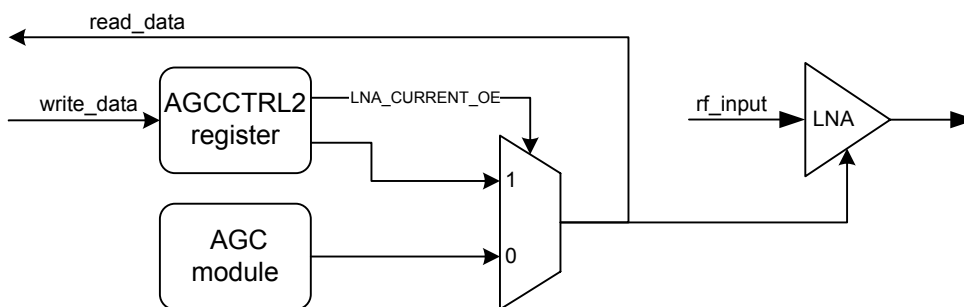 read_data
write_data
AGCCTRL2
register
LNA_CURRENT_OE
rf_input
LNA
1
AGC
module
0